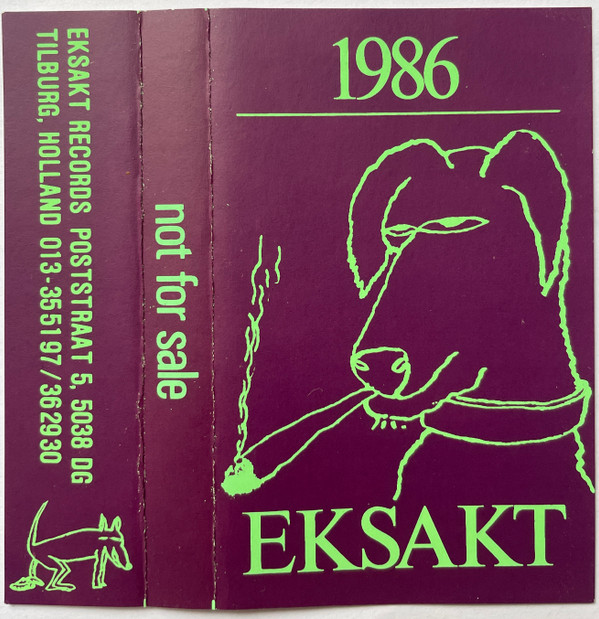 EKSAKT RECORDS POSTSTRAAT 5, 5038 DG
TILBURG, HOLLAND 013-355197/362930
not for sale
1986
EKSAKT